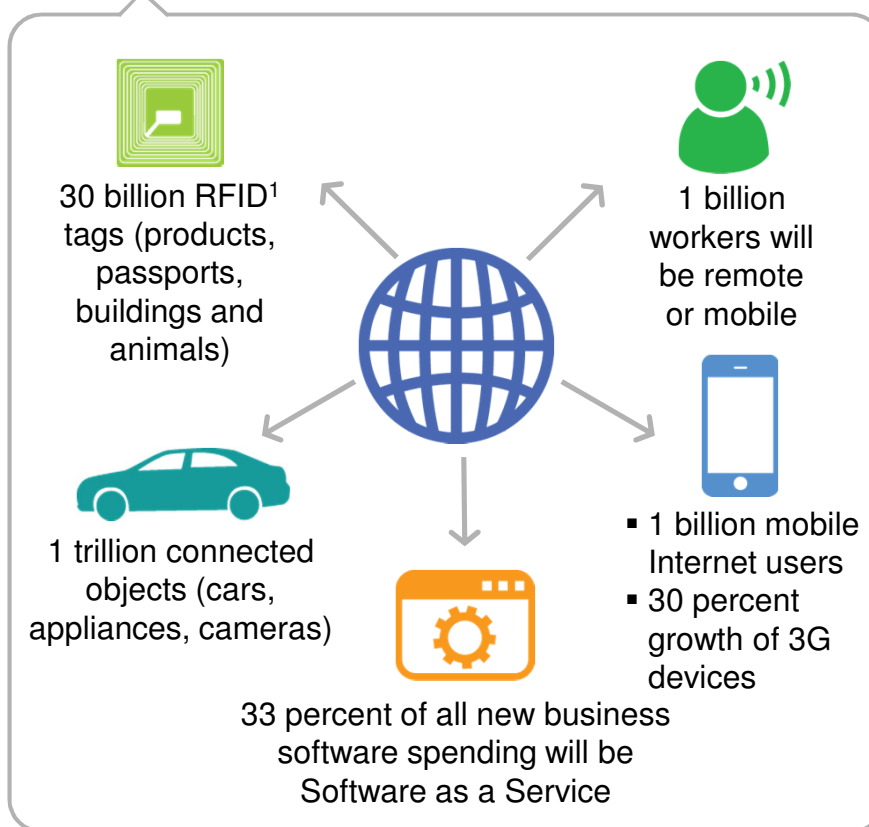 30 billion RFID¹
tags (products,
passports,
buildings and
animals)
1 billion
workers will
be remote
or mobile
1 trillion connected
objects (cars,
appliances, cameras)
▪ 1 billion mobile
Internet users
▪ 30 percent
growth of 3G
devices
33 percent of all new business
software spending will be
Software as a Service